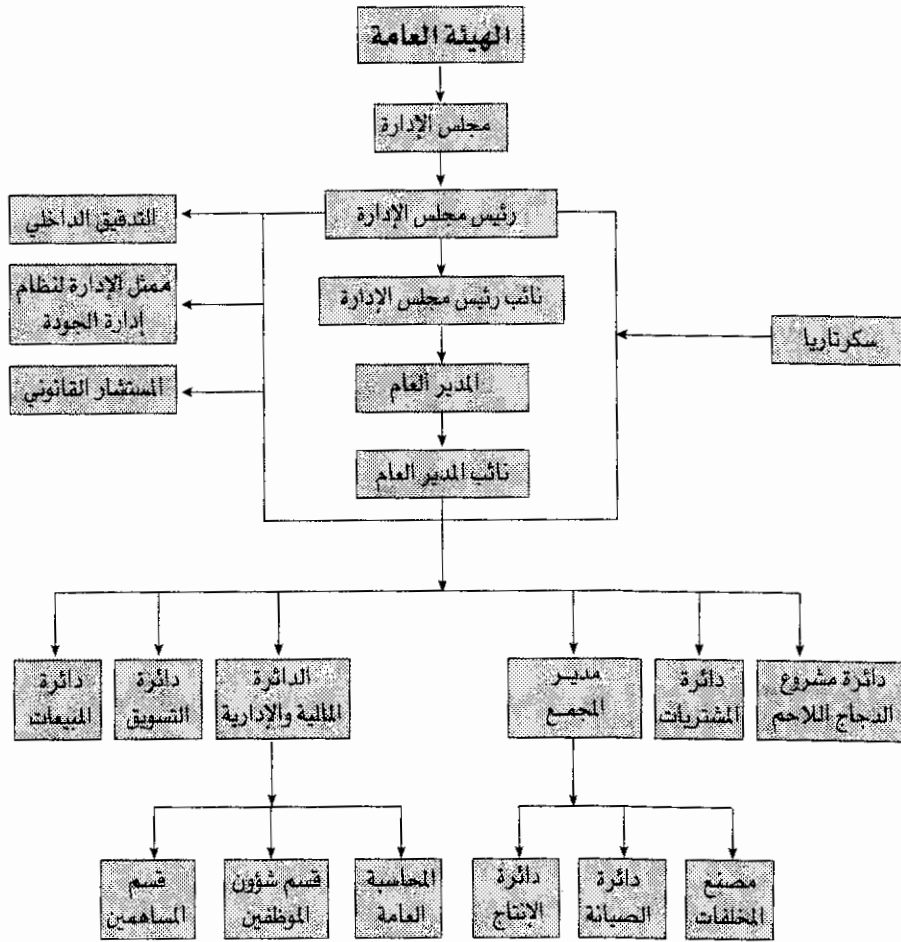 الهيئة العامة
مجلس الإدارة
رئيس مجلس الإدارة
التدقيق الداخلي
نائب رئيس مجلس الإدارة
ممثل الإدارة لنظام
إدارة الجودة
سكرتاريا
المدير العام
المستشار القانوني
نائب المدير العام
دائرة مشروع
الدجاج اللاحم
دائرة
المشتريات
مديـر
المجمـع
الدائرة
المالية والإدارية
دائرة
التسويق
دائرة
المبيعات
مصنع
المخلفات
دائرة
الصيانة
دائرة
الإنتاج
المحاسبة
العامة
قسم شؤون
الموظفين
قسم
المساهمين